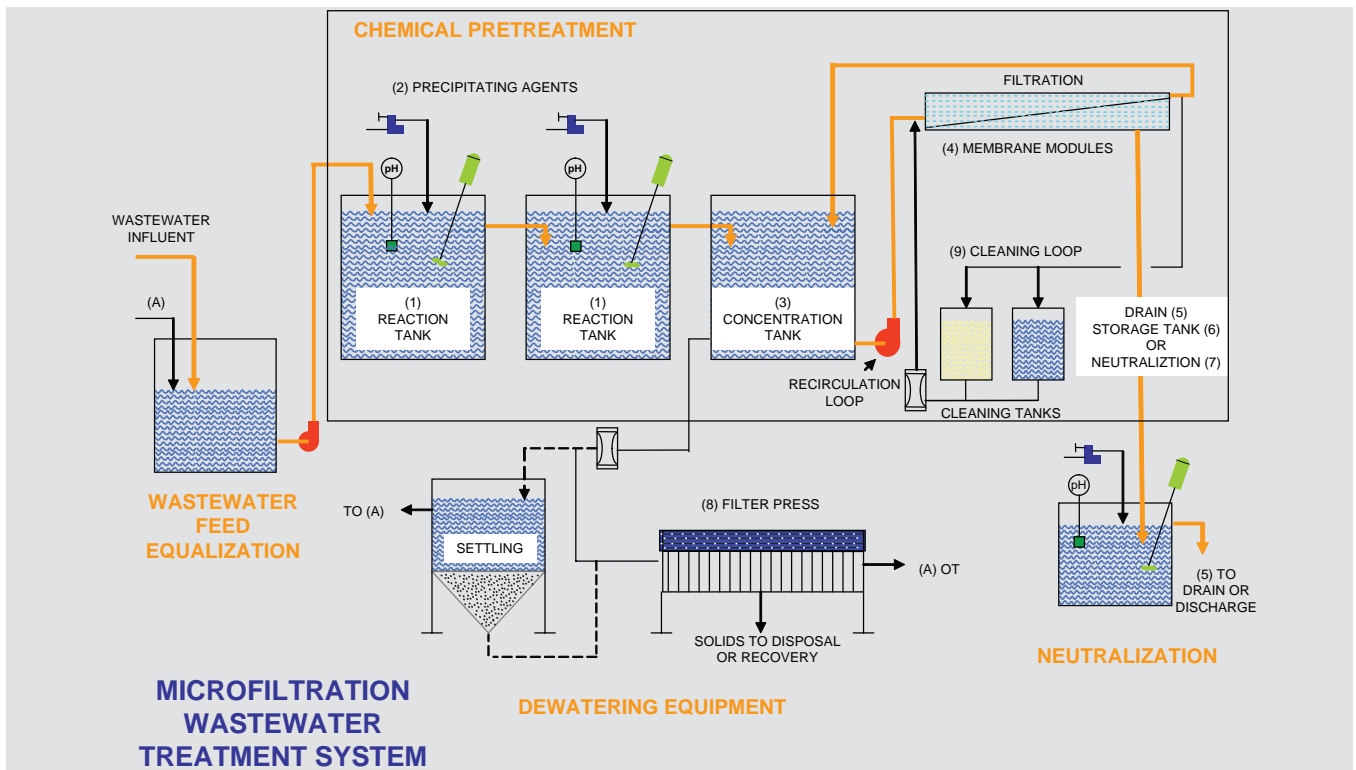 CHEMICAL PRETREATMENT
(2) PRECIPITATING AGENTS
FILTRATION
(4) MEMBRANE MODULES
pH
pH
WASTEWATER
INFLUENT
(A)
(9) CLEANING LOOP
(1)
REACTION
TANK
(1)
REACTION
TANK
(3)
CONCENTRATION
TANK
DRAIN (5)
STORAGE TANK (6)
OR
NEUTRALIZTION (7)
RECIRCULATION
LOOP
CLEANING TANKS
WASTEWATER
FEED
EQUALIZATION
TO (A)
SETTLING
(8) FILTER PRESS
(A) OT
SOLIDS TO DISPOSAL
OR RECOVERY
pH
(5) TO
DRAIN OR
DISCHARGE
NEUTRALIZATION
DEWATERING EQUIPMENT
MICROFILTRATION
WASTEWATER
TREATMENT SYSTEM